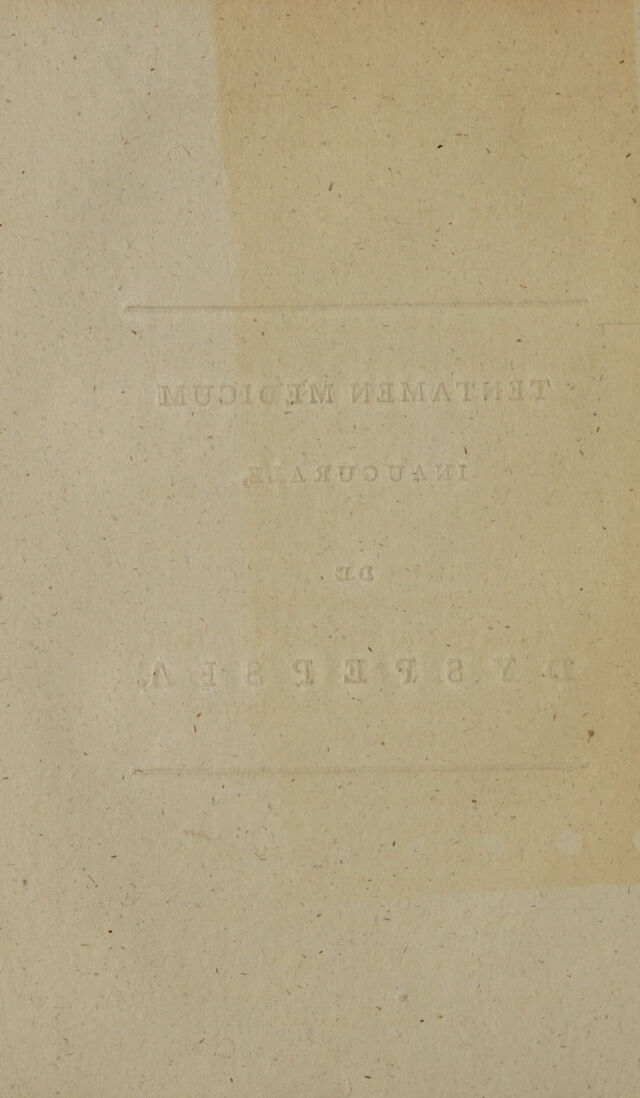 TENTAMEN MEDICUM
INAUGURALE,
DE
DYSPEPSIA.